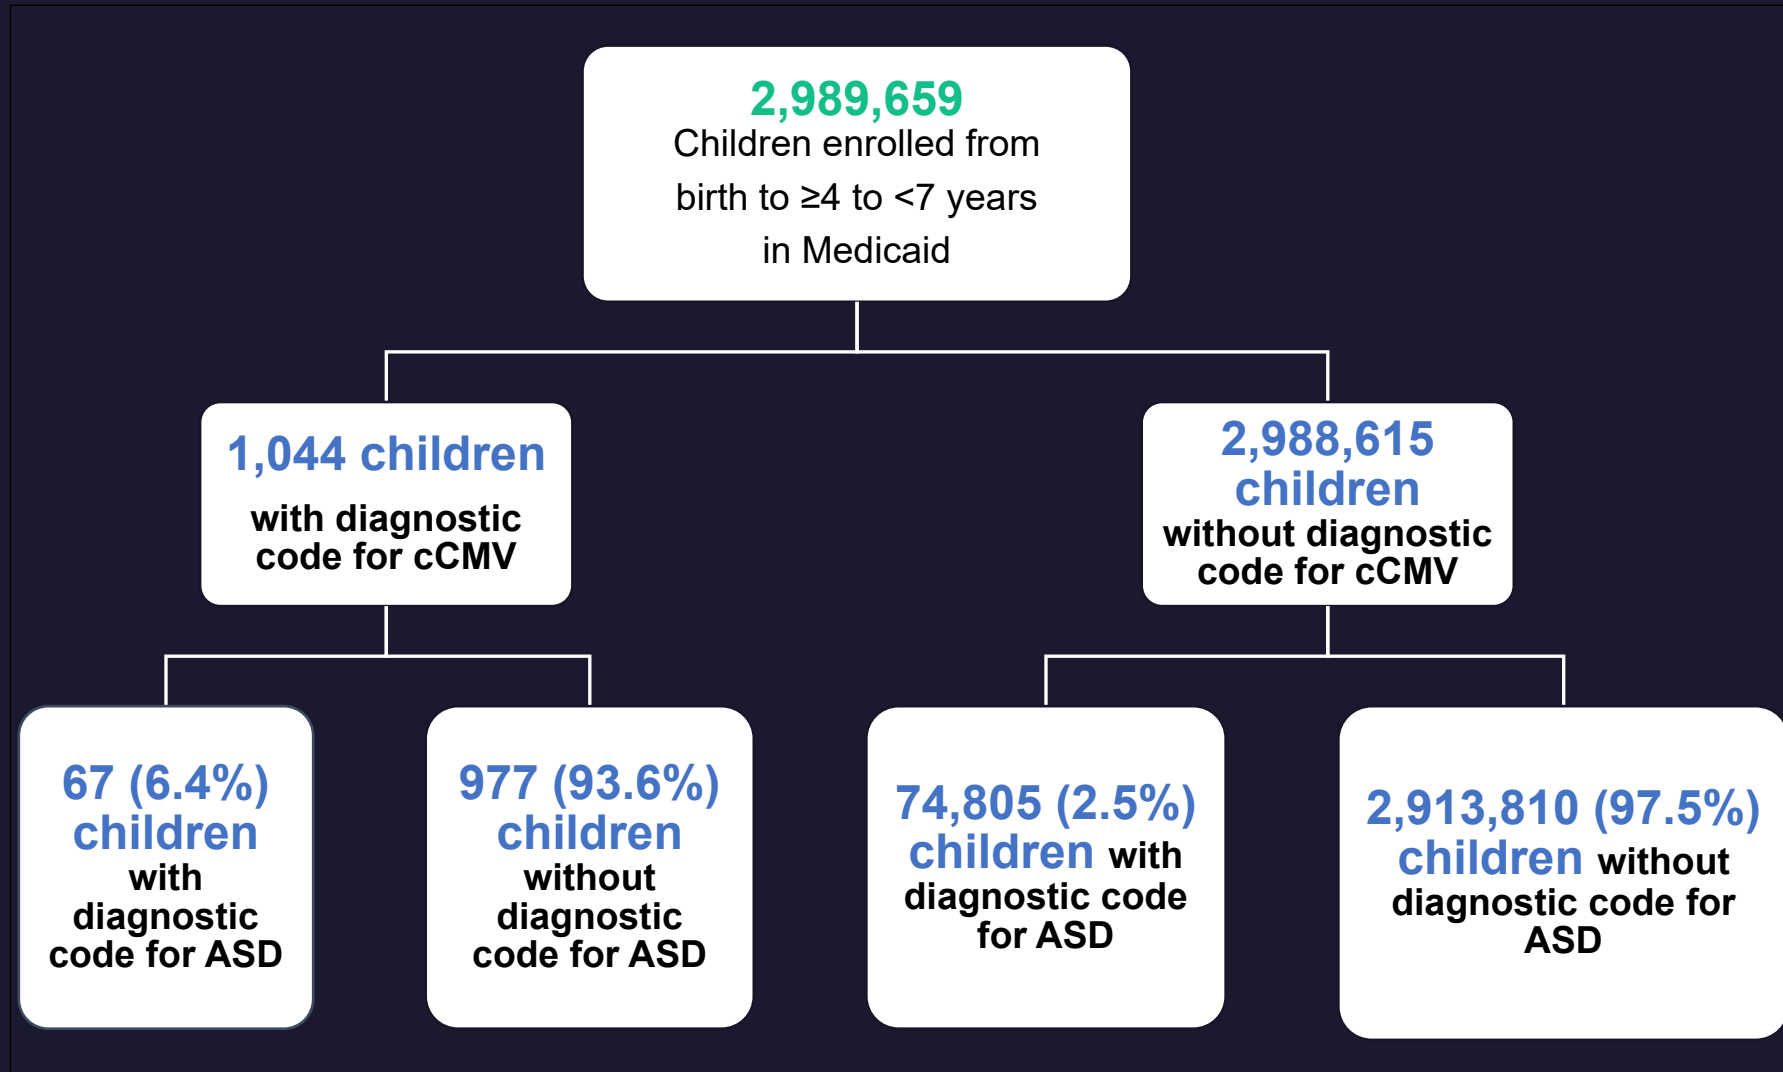 2,989,659
Children enrolled from
birth to ≥4 to <7 years
in Medicaid
1,044 children
with diagnostic
code for cCMV
2,988,615
children
without diagnostic
code for cCMV
67 (6.4%)
children
with
diagnostic
code for ASD
977 (93.6%)
children
without
diagnostic
code for ASD
74,805 (2.5%)
children with
diagnostic code
for ASD
2,913,810 (97.5%)
children without
diagnostic code for
ASD